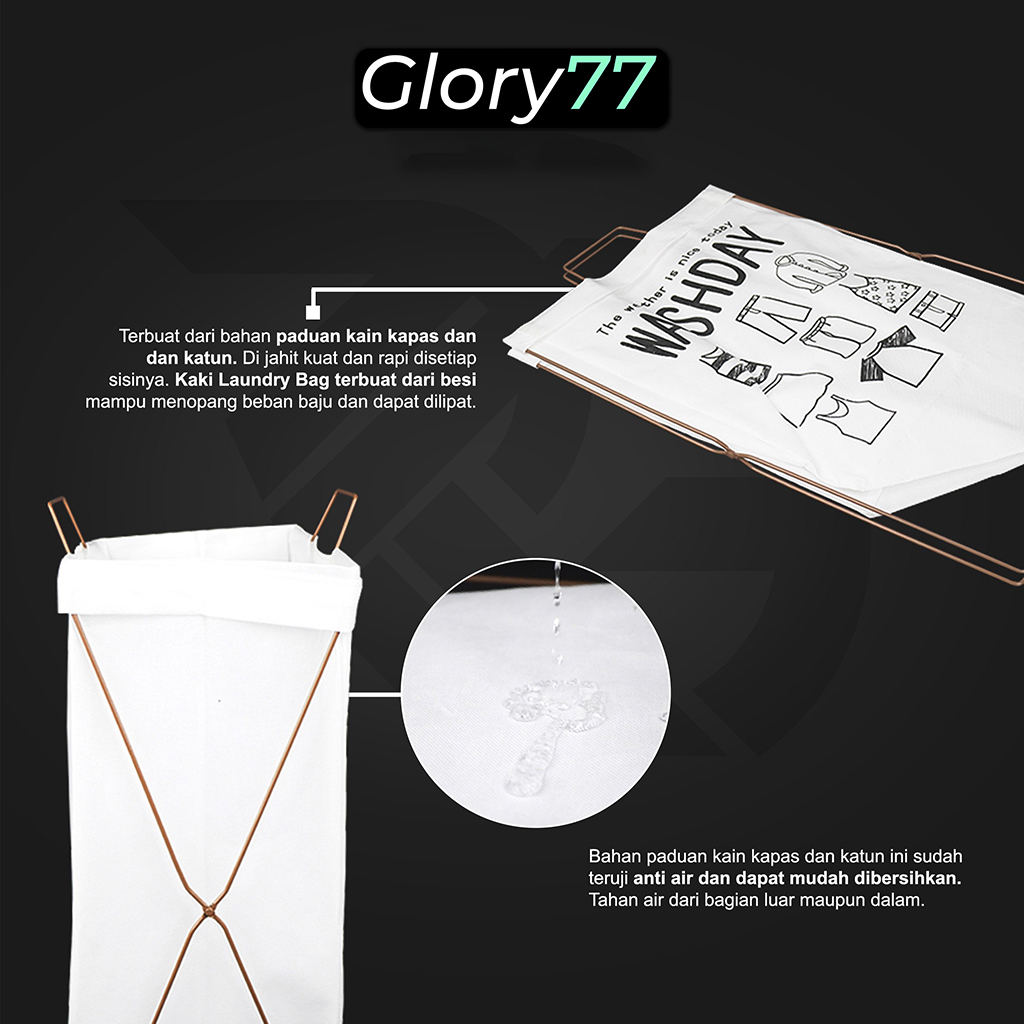 Glory77
The weather is nice today
WASHDAY
Terbuat dari bahan paduan kain kapas dan
dan katun. Di jahit kuat dan rapi disetiap
sisinya. Kaki Laundry Bag terbuat dari besi
mampu menopang beban baju dan dapat dilipat.
Bahan paduan kain kapas dan katun ini sudah
teruji anti air dan dapat mudah dibersihkan.
Tahan air dari bagian luar maupun dalam.